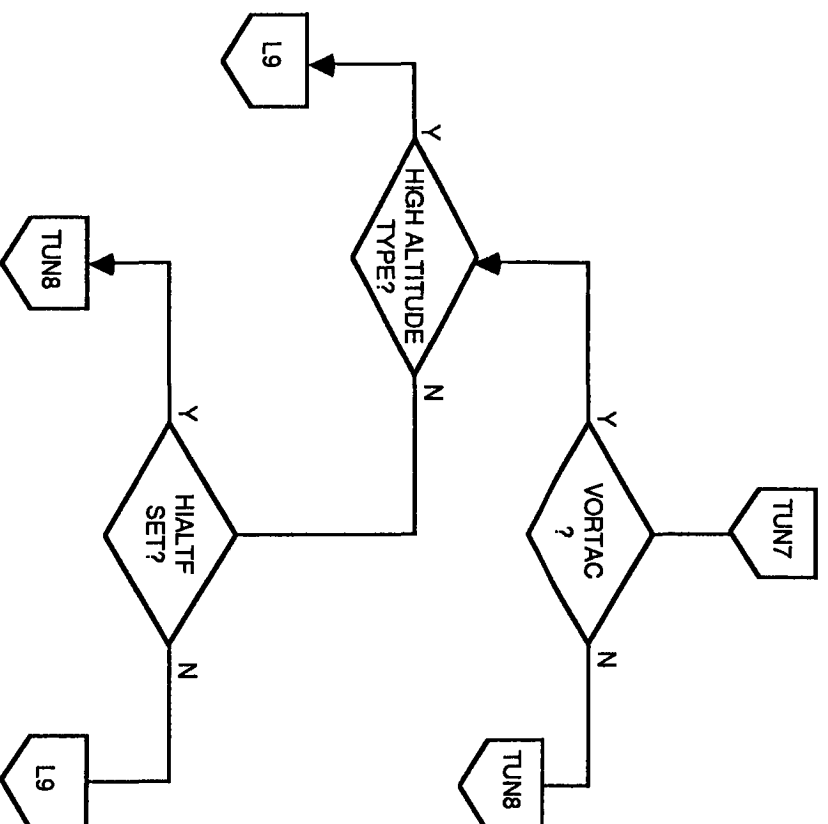 TUN7
VORTAC
?
Y
N
TUN8
HIGH ALTITUDE
TYPE?
Y
N
L9
HIALTF
SET?
Y
N
TUN8
L9